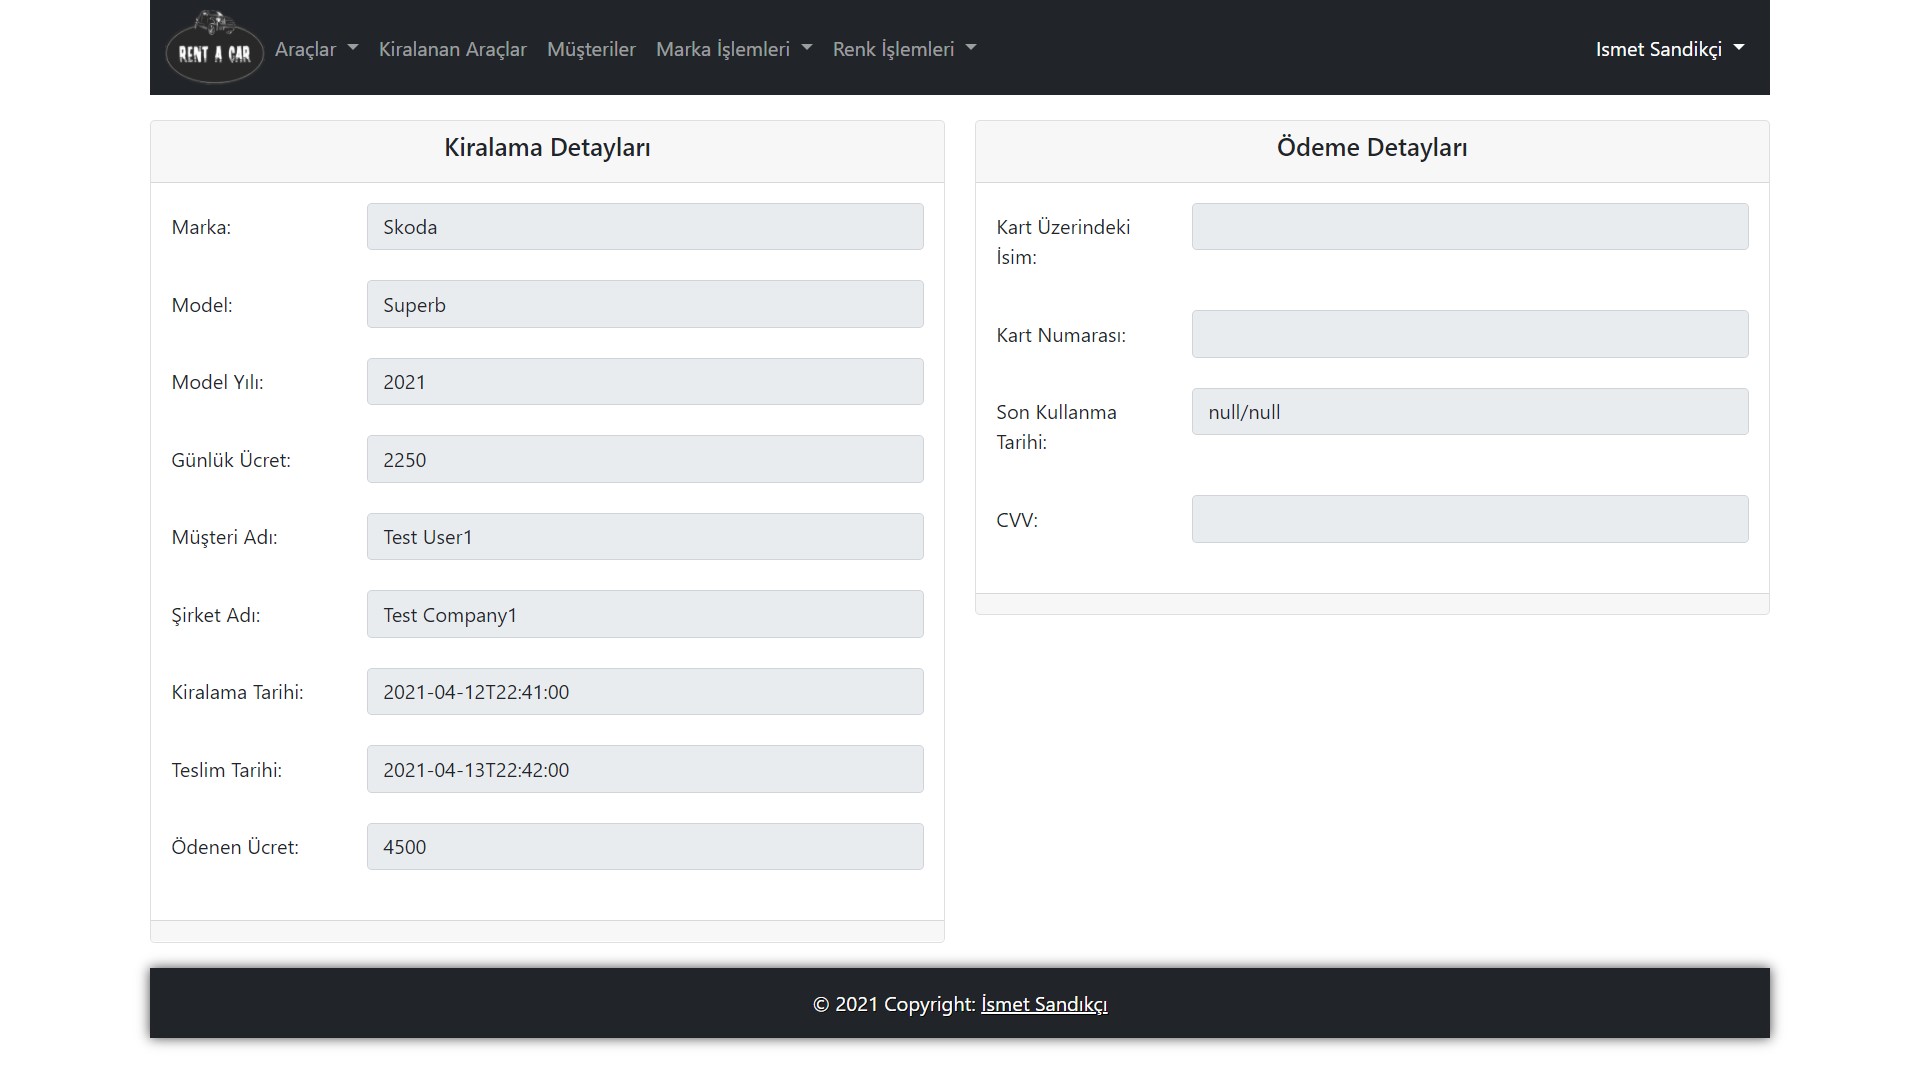 RENT A CAR
Araçlar
Kiralanan Araçlar
Müşteriler
Marka İşlemleri
Renk İşlemleri
Ismet Sandikçi
Kiralama Detayları
Marka:
Skoda
Model:
Superb
Model Yılı:
2021
Günlük Ücret:
2250
Müşteri Adı:
Test User1
Şirket Adı:
Test Company1
Kiralama Tarihi:
2021-04-12T22:41:00
Teslim Tarihi:
2021-04-13T22:42:00
Ödenen Ücret:
4500
Ödeme Detayları
Kart Üzerindeki
İsim:
Kart Numarası:
Son Kullanma
Tarihi:
null/null
CVV:
© 2021 Copyright: İsmet Sandıkçı